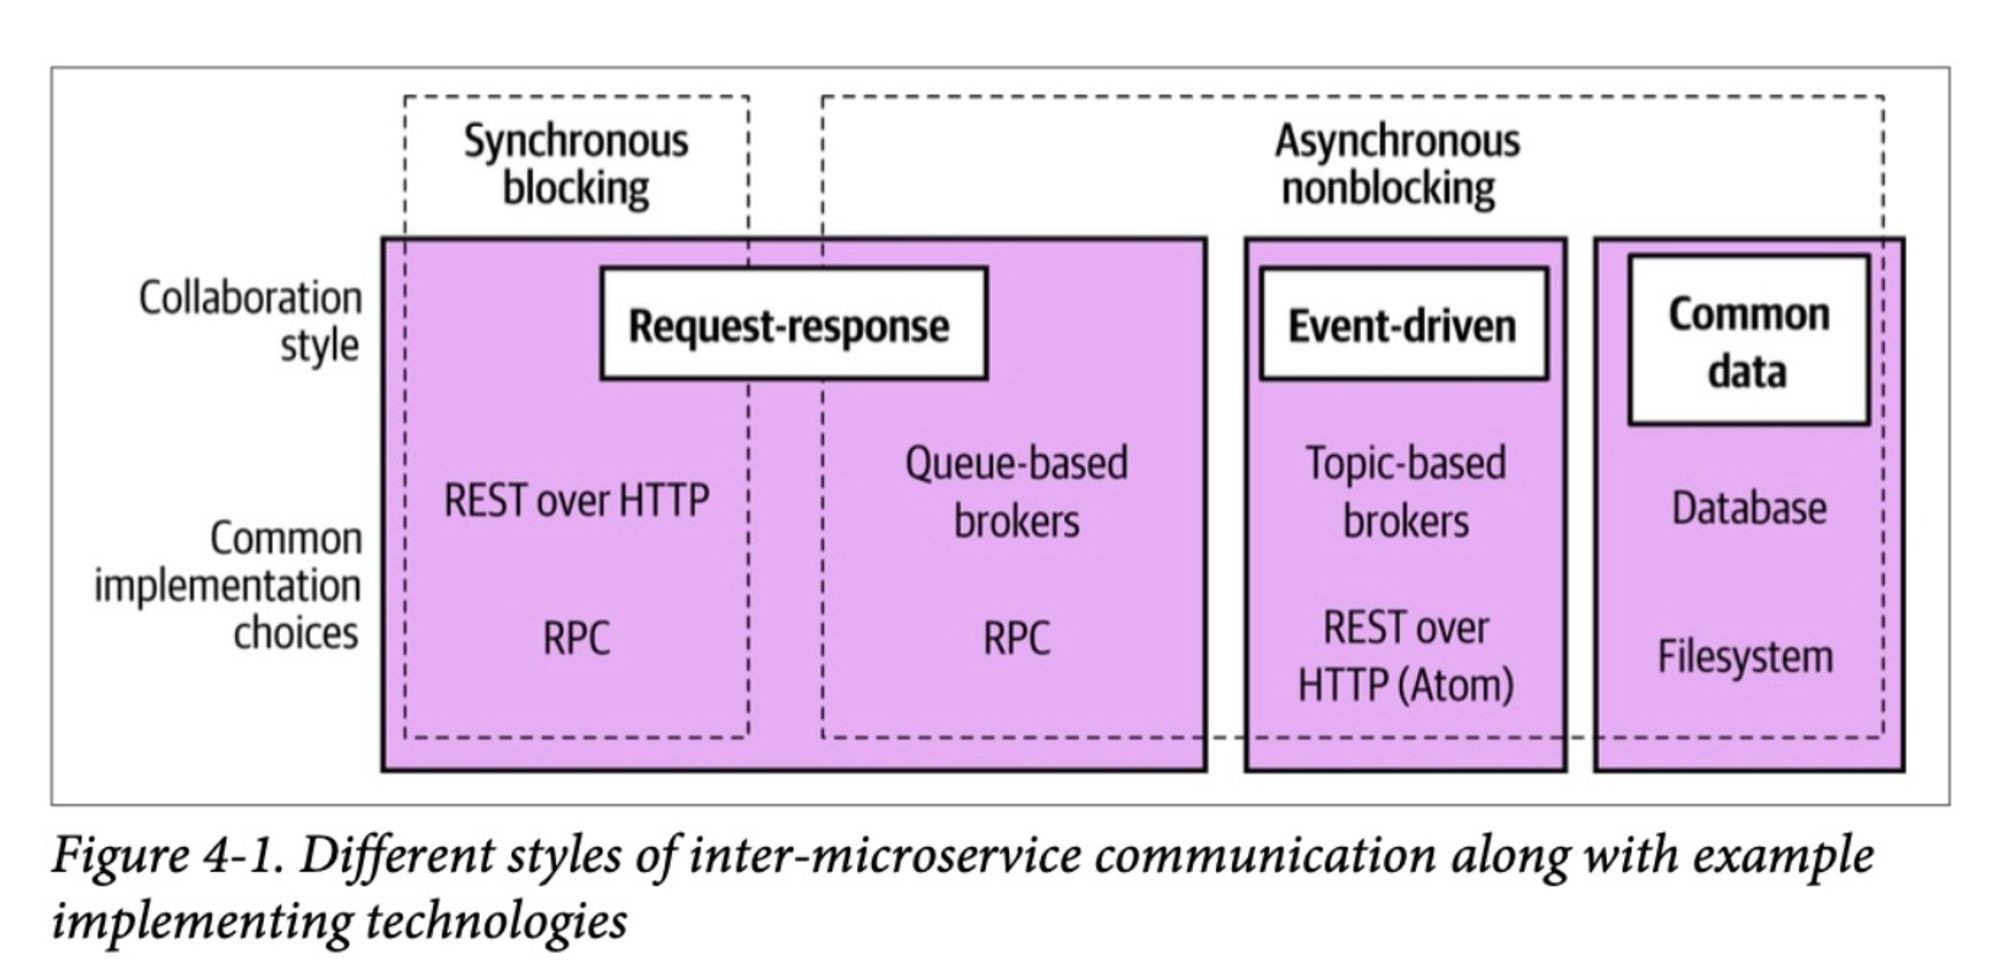 Synchronous
blocking
Asynchronous
nonblocking
Collaboration
style
Request-response
Event-driven
Common
data
Common
implementation
choices
REST over HTTP
RPC
Queue-based
brokers
RPC
Topic-based
brokers
REST over
HTTP (Atom)
Database
Filesystem
Figure 4-1. Different styles of inter-microservice communication along with example
implementing technologies